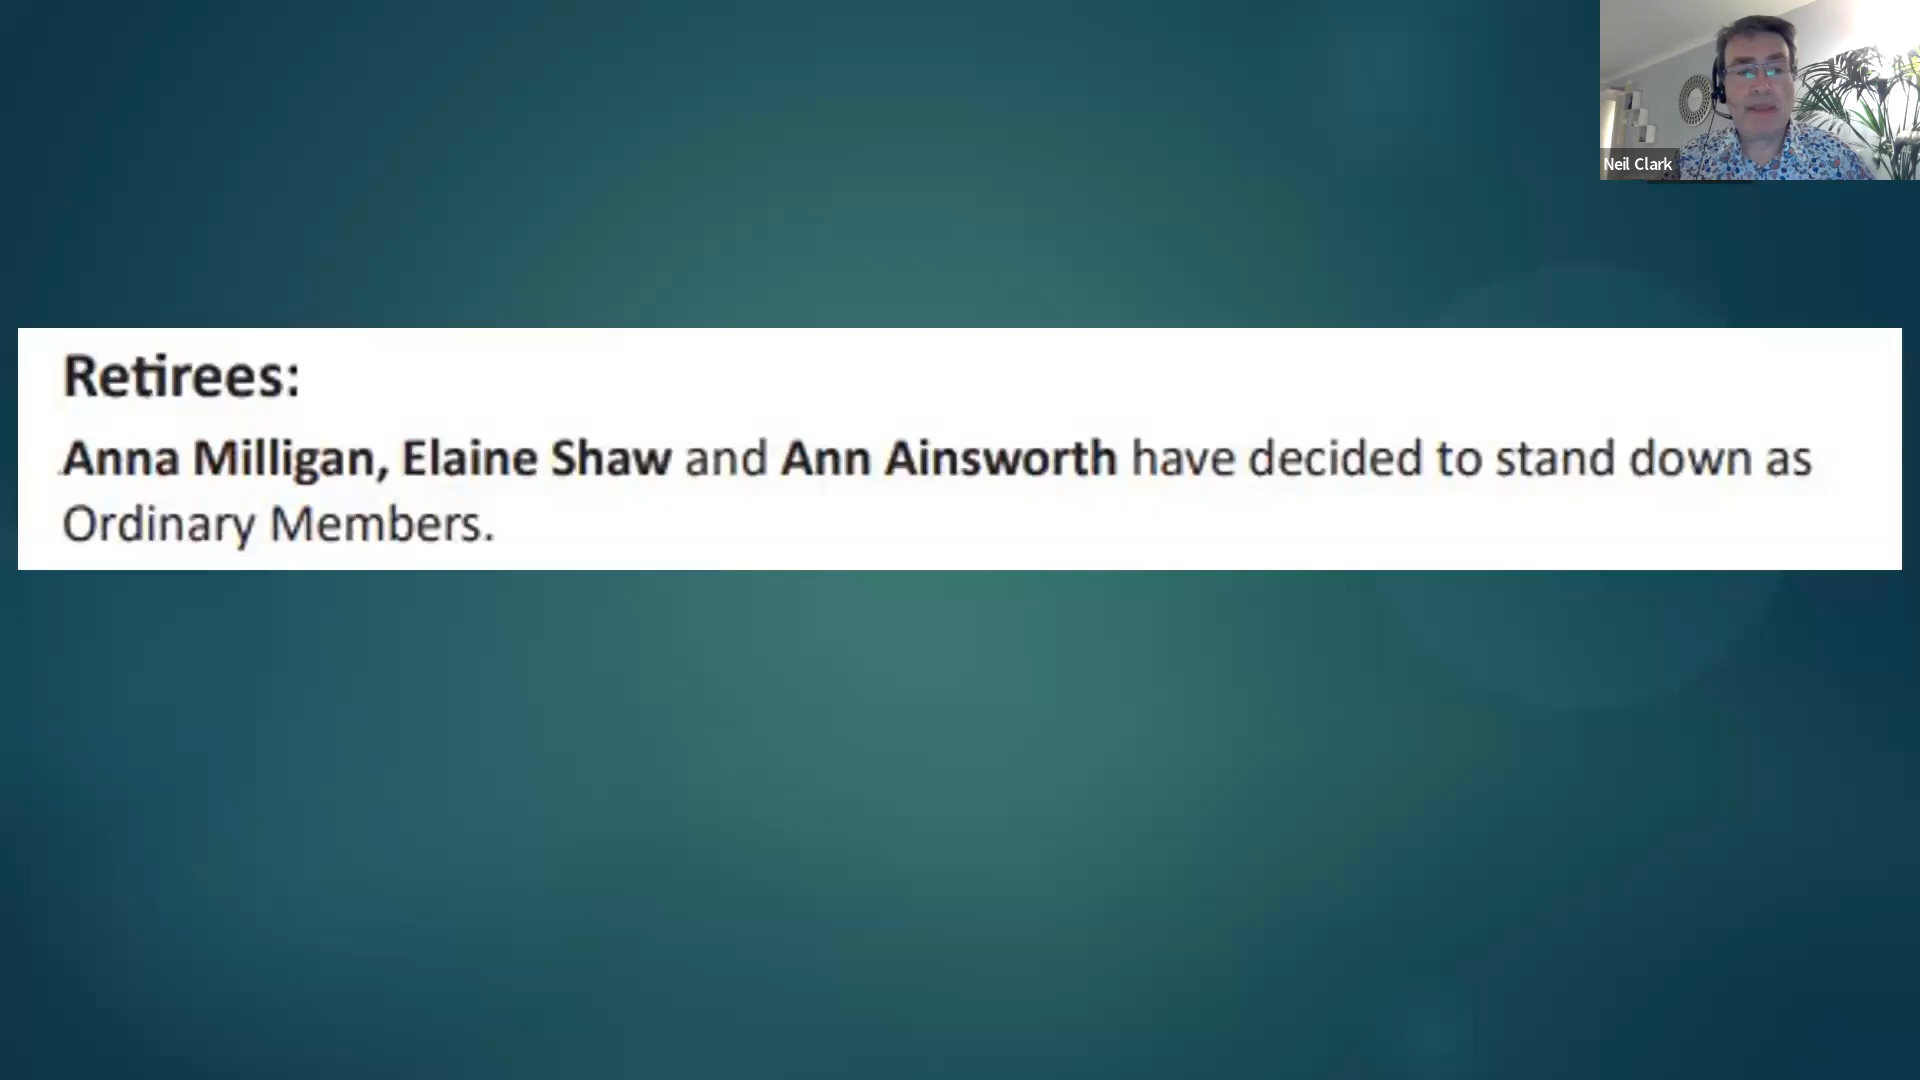 Neil Clark
Retirees:
Anna Milligan, Elaine Shaw and Ann Ainsworth have decided to stand down as
Ordinary Members.